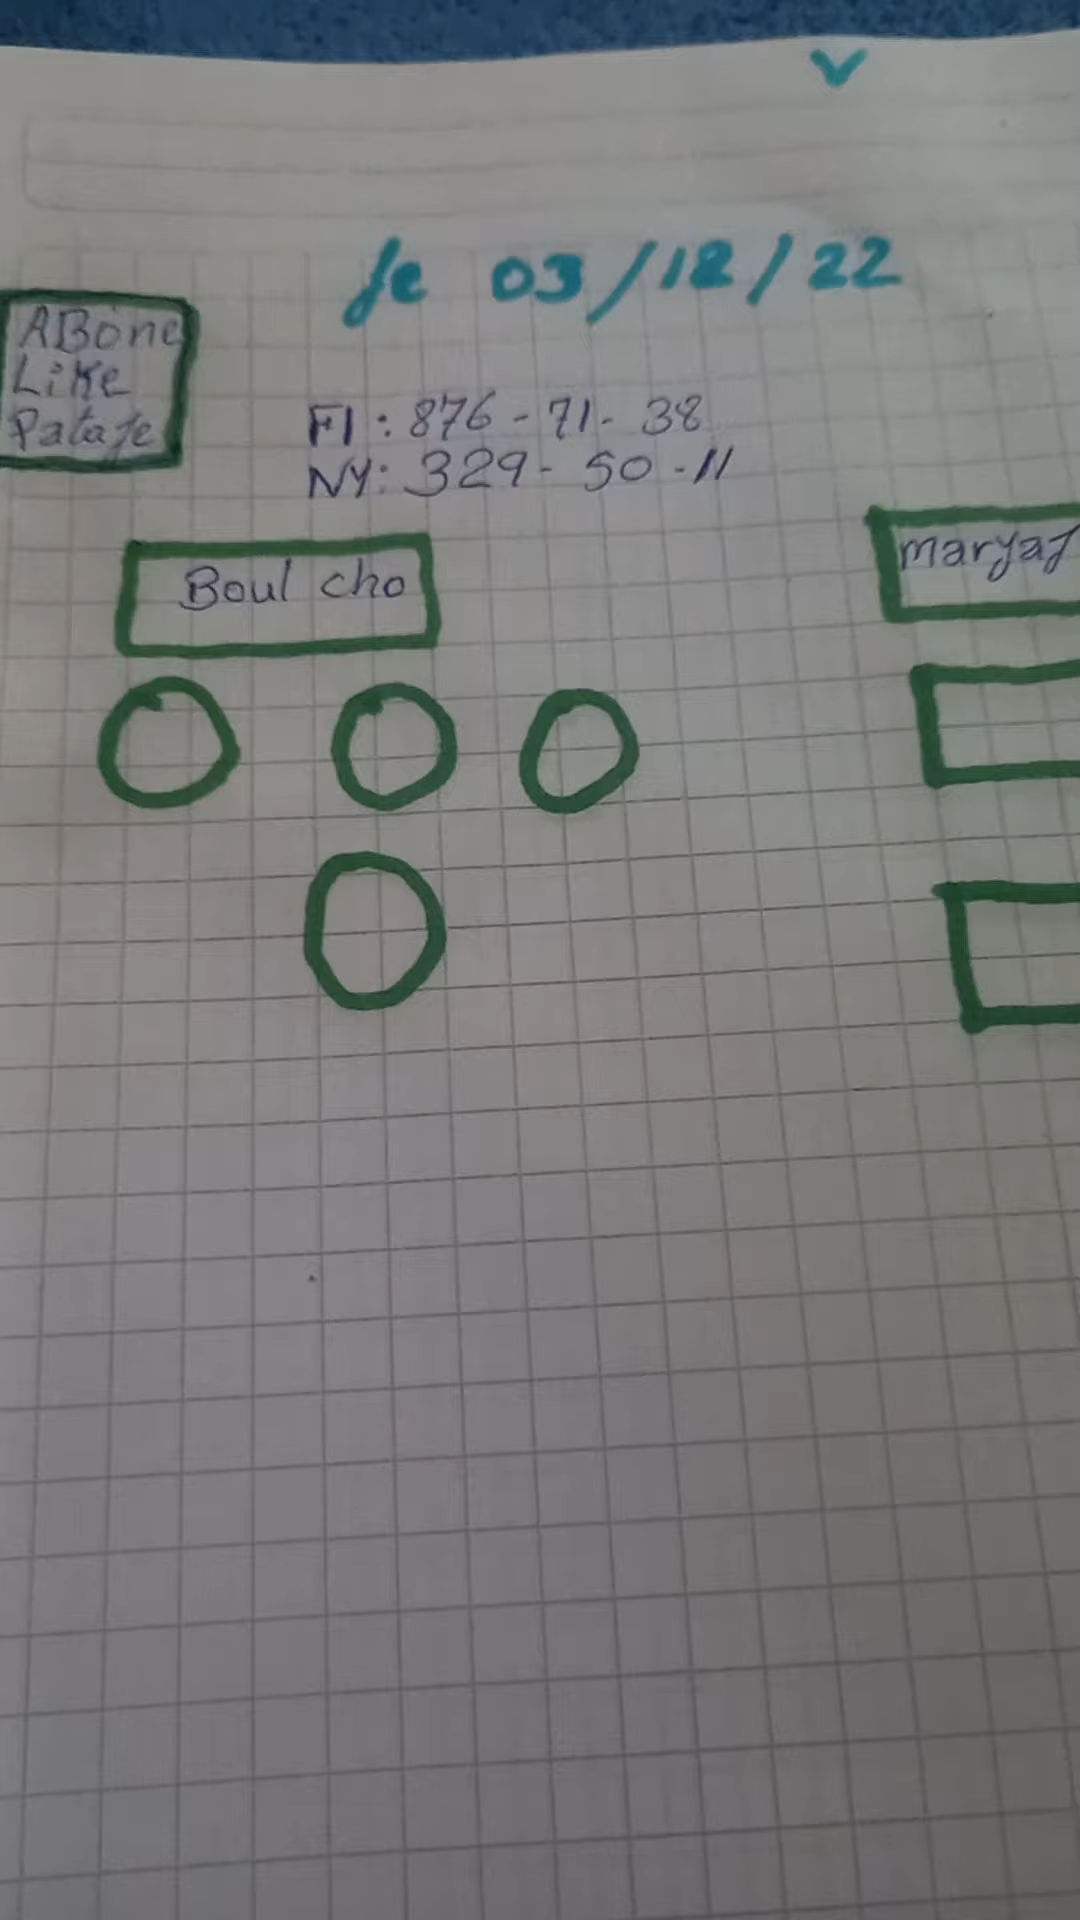 le 03/12/22
ABone
Like
Pataje
Fl: 876-71-38
NY: 329-50-11
Boul cho
maryaj